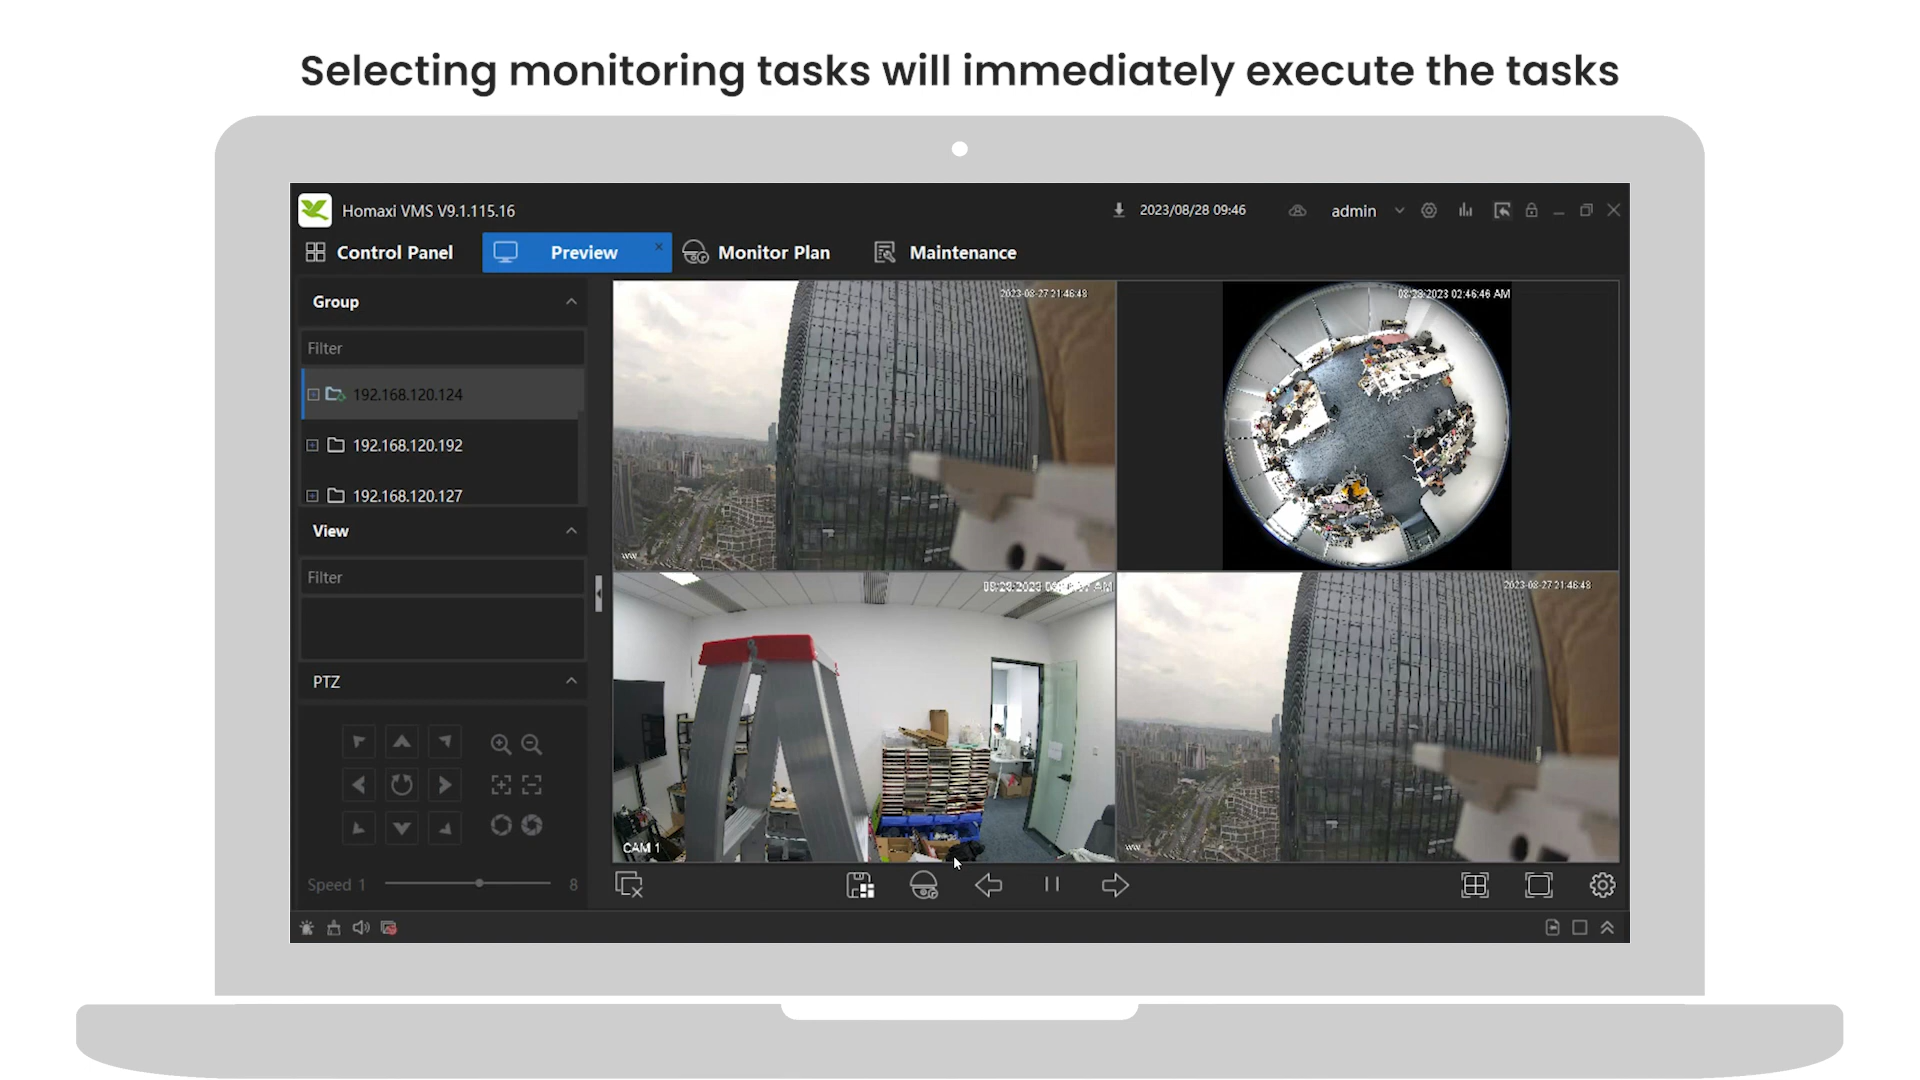 Selecting monitoring tasks will immediately execute the tasks
Homaxi VMS V9.1.115.16
2023/08/28 09:46
admin
Control Panel
Preview
Monitor Plan
Maintenance
Group
Filter
192.168.120.124
192.168.120.192
192.168.120.127
View
Filter
PTZ
Speed 1
8
2023-08-27 21:46:48
08:28:2023 02:46:46 AM
CAM 1
2023-08-27 21:46:48